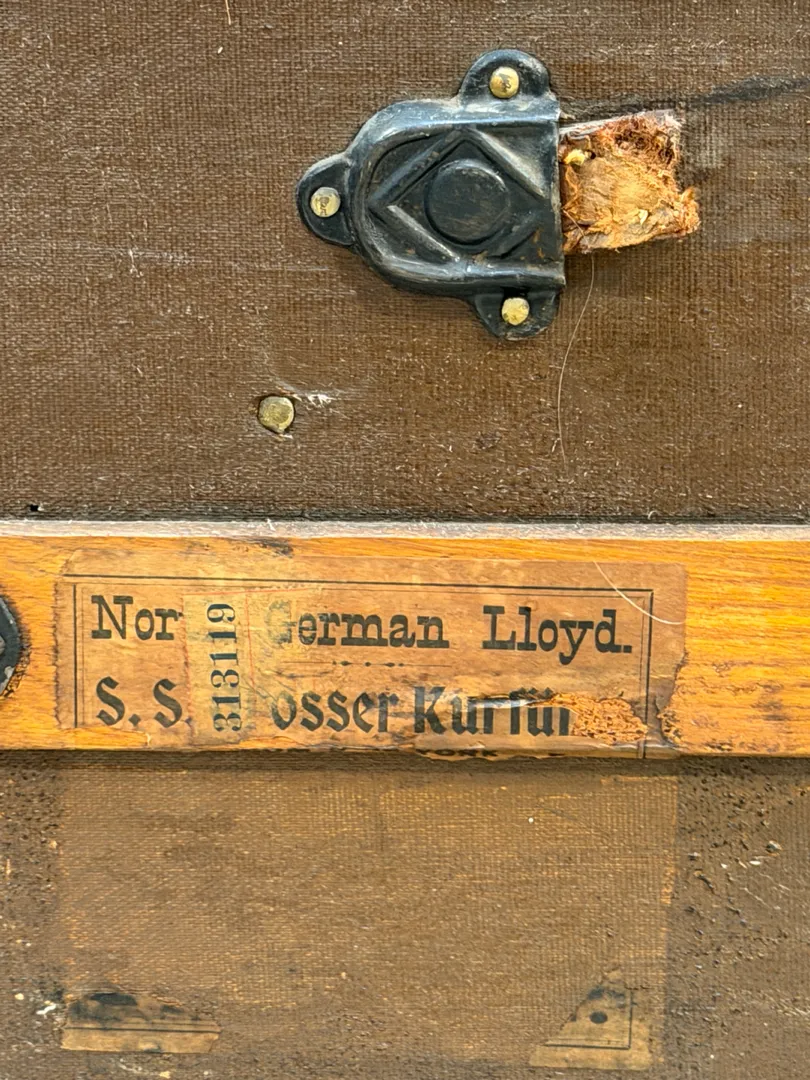 Nor German Lloyd.
313119
S. S. osser Kurfür